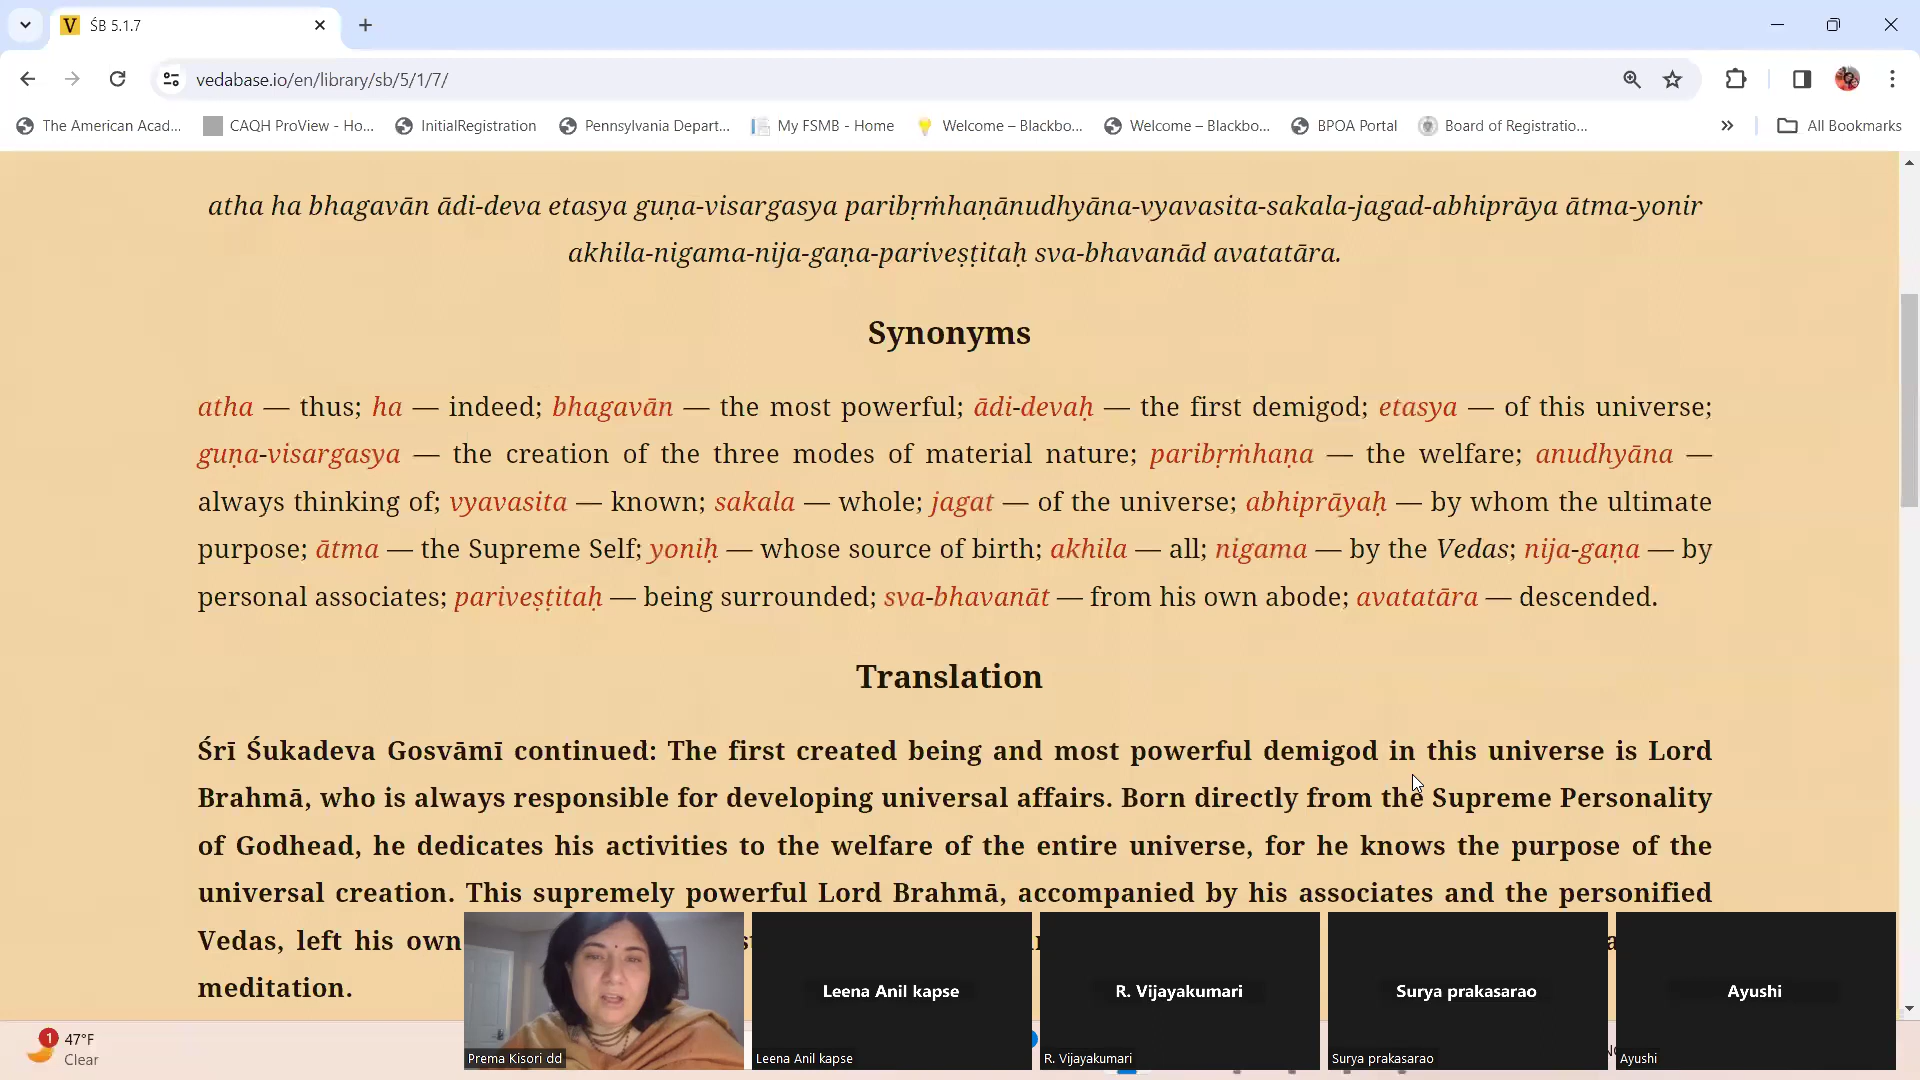 ŚB 5.1.7
vedabase.io/en/library/sb/5/1/7/
The American Acad... CAQH ProView - Ho... InitialRegistration Pennsylvania Depart... My FSMB - Home Welcome – Blackbo... Welcome – Blackbo... BPOA Portal Board of Registratio... » All Bookmarks
atha ha bhagavān ādi-deva etasya guṇa-visargasya paribṛṁhaṇānudhyāna-vyavasita-sakala-jagad-abhiprāya ātma-yonir
akhila-nigama-nija-gaṇa-pariveṣṭitaḥ sva-bhavanād avatatāra.
Synonyms
atha — thus; ha — indeed; bhagavān — the most powerful; ādi-devaḥ — the first demigod; etasya — of this universe;
guṇa-visargasya — the creation of the three modes of material nature; paribṛṁhaṇa — the welfare; anudhyāna —
always thinking of; vyavasita — known; sakala — whole; jagat — of the universe; abhiprāyaḥ — by whom the ultimate
purpose; ātma — the Supreme Self; yoniḥ — whose source of birth; akhila — all; nigama — by the Vedas; nija-gaṇa — by
personal associates; pariveṣṭitaḥ — being surrounded; sva-bhavanāt — from his own abode; avatatāra — descended.
Translation
Śrī Śukadeva Gosvāmī continued: The first created being and most powerful demigod in this universe is Lord
Brahmā, who is always responsible for developing universal affairs. Born directly from the Supreme Personality
of Godhead, he dedicates his activities to the welfare of the entire universe, for he knows the purpose of the
universal creation. This supremely powerful Lord Brahmā, accompanied by his associates and the personified
Vedas, left his own
meditation.
Leena Anil kapse R. Vijayakumari Surya prakasarao Ayushi
Prema Kisori dd Leena Anil kapse R. Vijayakumari Surya prakasarao Ayushi
1 47°F
Clear